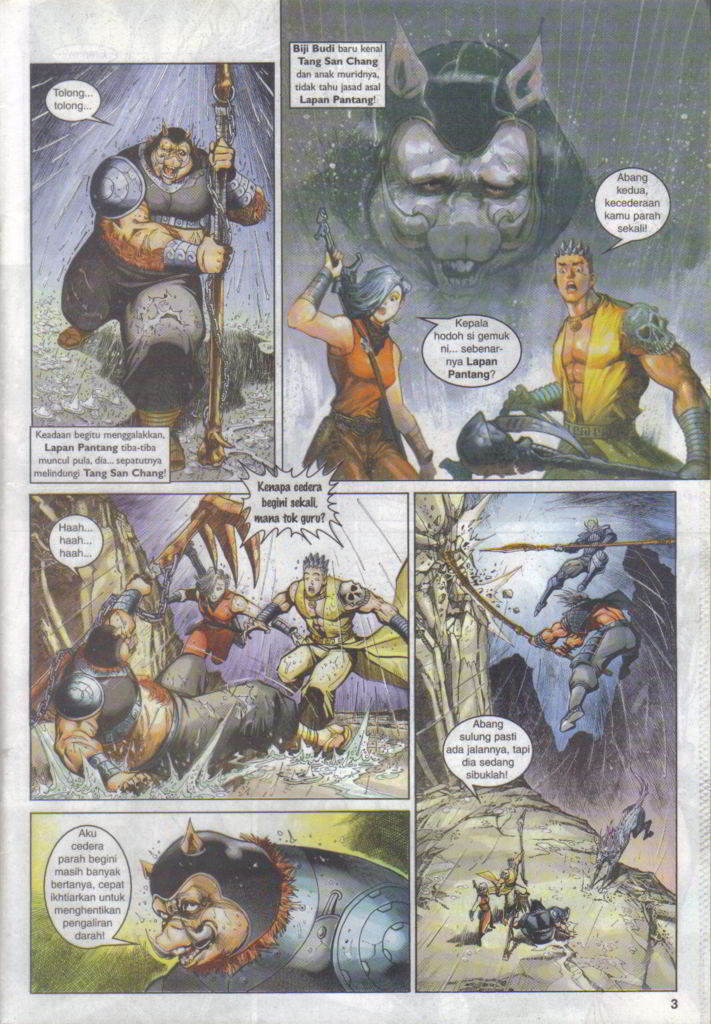 Tolong...
tolong...
Keadaan begitu menggalakkan,
Lapan Pantang tiba-tiba
muncul pula, dia... sepatutnya
melindungi Tang San Chang!
Biji Budi baru kenal
Tang San Chang
dan anak muridnya,
tidak tahu jasad asal
Lapan Pantang!
Abang
kedua,
kecederaan
kamu parah
sekali!
Kepala
hodoh si gemuk
ni... sebenar-
nya Lapan
Pantang?
Haah...
haah...
haah...
Kenapa cedera
begini sekali,
mana tok guru?
Abang
sulung pasti
ada jalannya, tapi
dia sedang
sibuklah!
Aku
cedera
parah begini
masih banyak
bertanya, cepat
ikhtiarkan untuk
menghentikan
pengaliran
darah!
3